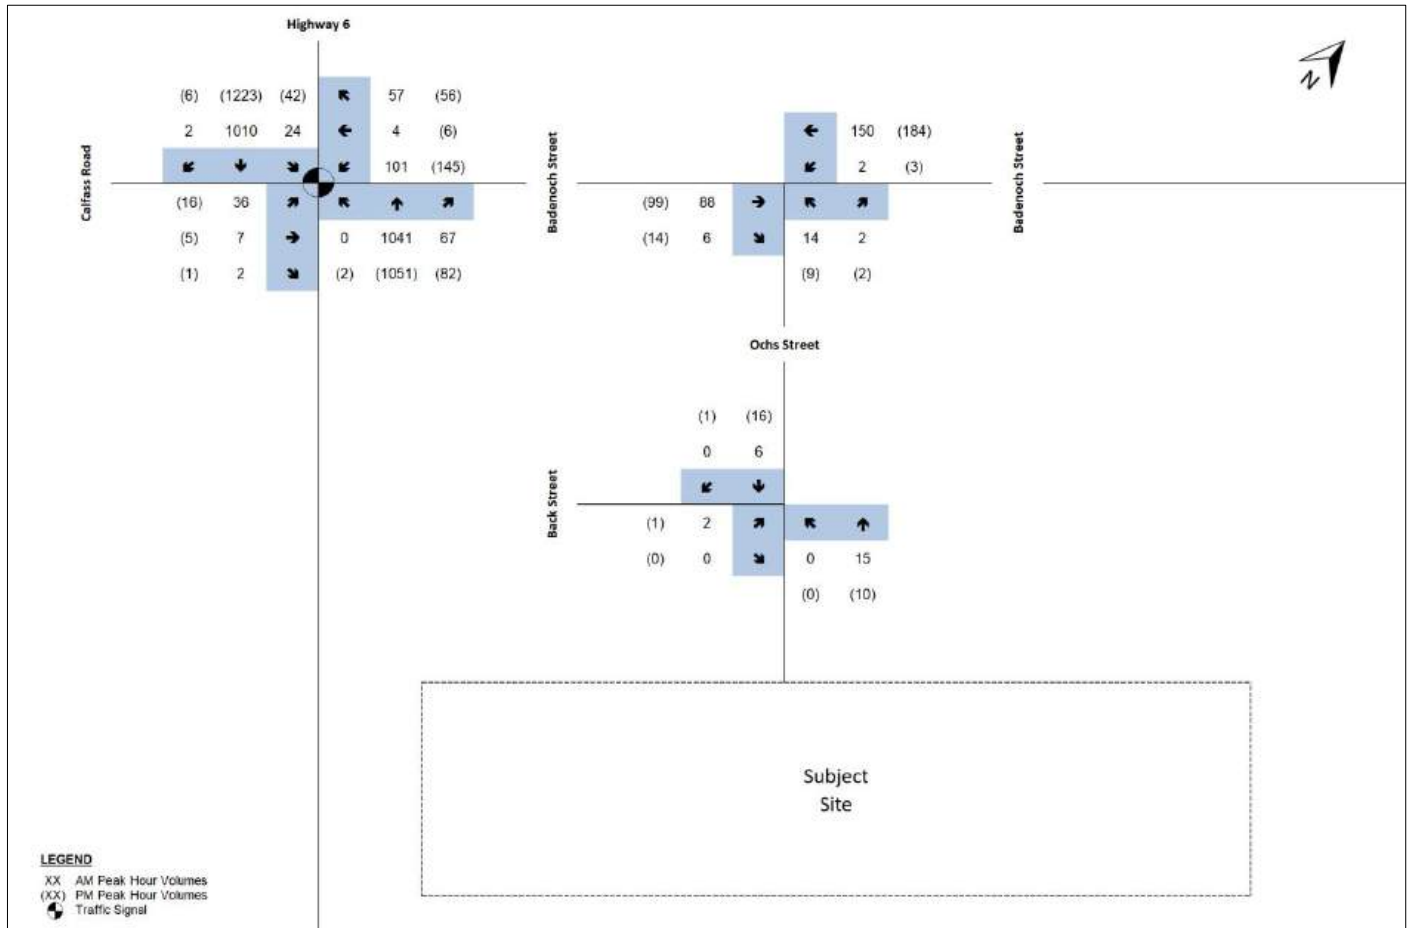 Highway 6
(6) (1223) (42) 57 (56)
2 1010 24 4 (6)
101 (145)
Calfass Road
(16) 36
(5) 7 0 1041 67
(1) 2 (2) (1051) (82)
Badenoch Street
150 (184)
2 (3)
(99) 88
(14) 6 14 2
(9) (2)
Badenoch Street
Ochs Street
(1) (16)
0 6
Back Street
(1) 2
(0) 0 0 15
(0) (10)
Subject
Site
N
LEGEND
XX AM Peak Hour Volumes
(XX) PM Peak Hour Volumes
Traffic Signal